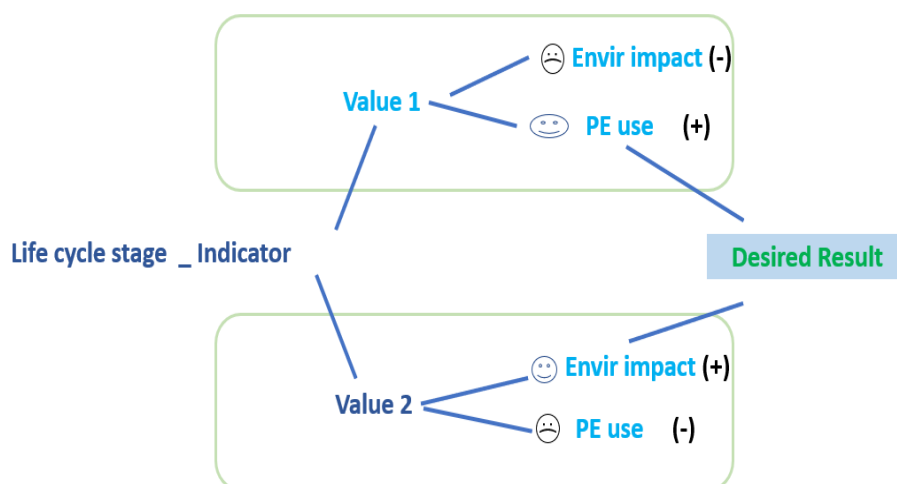 Envir impact (-)
Value 1
PE use (+)
Life cycle stage _ Indicator
Desired Result
Envir impact (+)
Value 2
PE use (-)